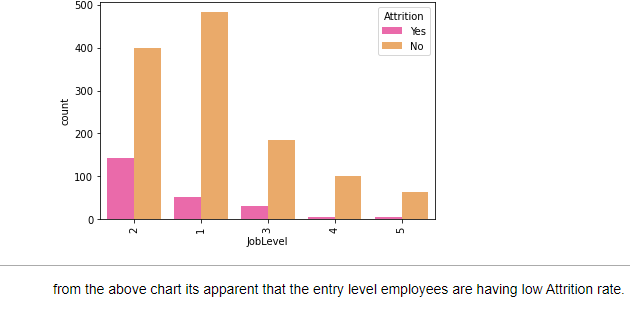 500
400
300
200
100
0
count
Attrition
Yes
No
2
1
3
4
5
JobLevel
from the above chart its apparent that the entry level employees are having low Attrition rate.